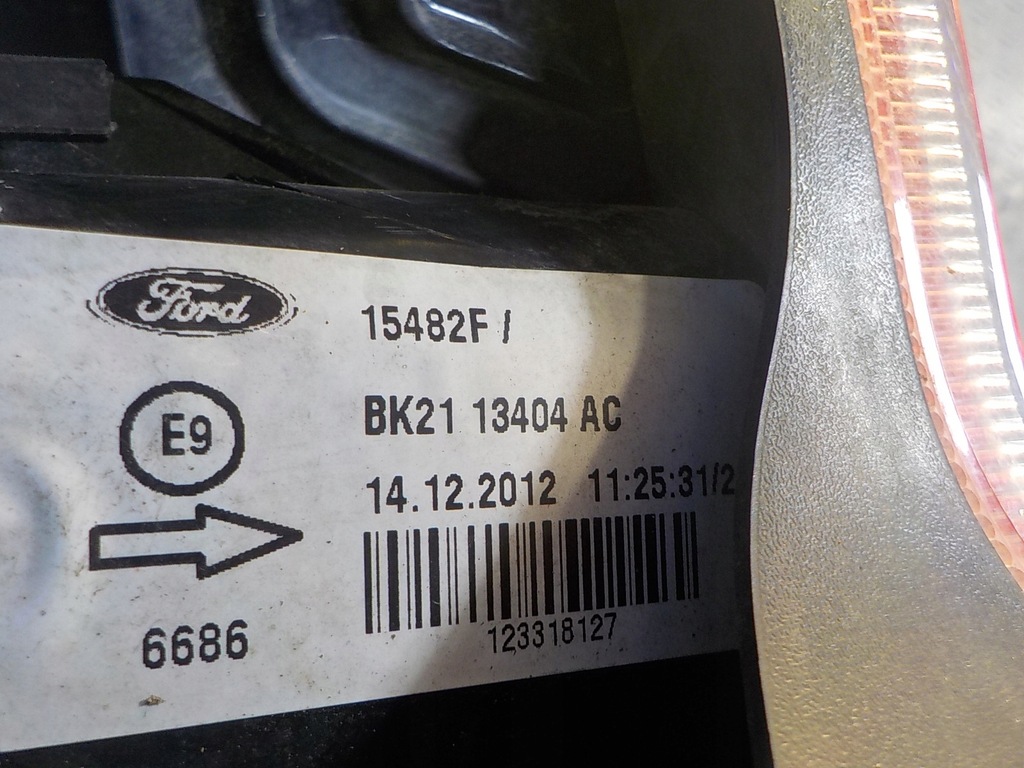 Ford
15482F /
BK21 13404 AC
E9
14.12.2012 11:25:31/2
123318127
6686